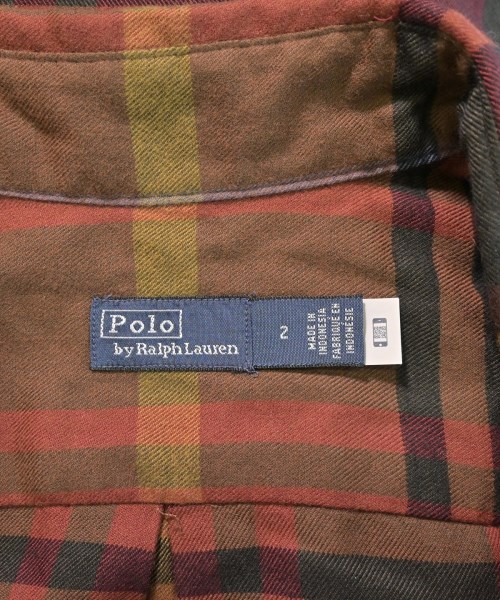 Polo
by Ralph Lauren
2
MADE IN
INDONESIA
FABRIQUÉ EN
INDONÉSIE